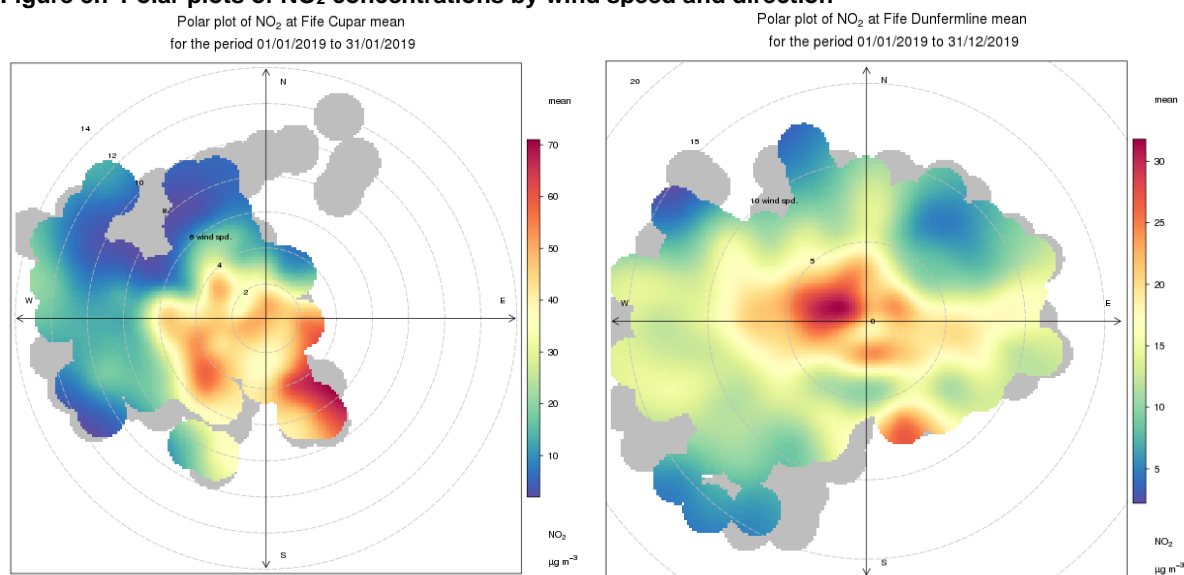 Figure 3.7 Polar plots of NO₂ concentrations by wind speed and direction
Polar plot of NO₂ at Fife Cupar mean
for the period 01/01/2019 to 31/01/2019
N
14
12
10
8
6 wind spd.
4
2
W
E
S
mean
70
60
50
40
30
20
10
NO₂
µg m⁻³
Polar plot of NO₂ at Fife Dunfermline mean
for the period 01/01/2019 to 31/12/2019
20
N
15
10 wind spd.
5
0
W
E
S
mean
30
25
20
15
10
5
NO₂
µg m⁻³